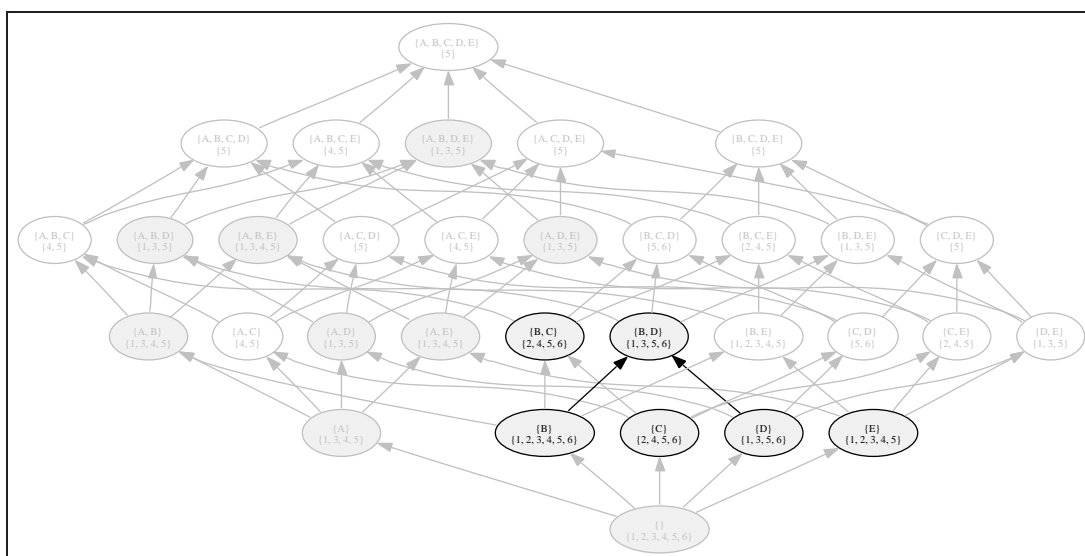 {A, B, C, D, E}
{5}
{A, B, C, D}
{5}
{A, B, C, E}
{4, 5}
{A, B, D, E}
{1, 3, 5}
{A, C, D, E}
{5}
{B, C, D, E}
{5}
{A, B, C}
{4, 5}
{A, B, D}
{1, 3, 5}
{A, B, E}
{1, 3, 4, 5}
{A, C, D}
{5}
{A, C, E}
{4, 5}
{A, D, E}
{1, 3, 5}
{B, C, D}
{5, 6}
{B, C, E}
{2, 4, 5}
{B, D, E}
{1, 3, 5}
{C, D, E}
{5}
{A, B}
{1, 3, 4, 5}
{A, C}
{4, 5}
{A, D}
{1, 3, 5}
{A, E}
{1, 3, 4, 5}
{B, C}
{2, 4, 5, 6}
{B, D}
{1, 3, 5, 6}
{B, E}
{1, 2, 3, 4, 5}
{C, D}
{5, 6}
{C, E}
{2, 4, 5}
{D, E}
{1, 3, 5}
{A}
{1, 3, 4, 5}
{B}
{1, 2, 3, 4, 5, 6}
{C}
{2, 4, 5, 6}
{D}
{1, 3, 5, 6}
{E}
{1, 2, 3, 4, 5}
{}
{1, 2, 3, 4, 5, 6}